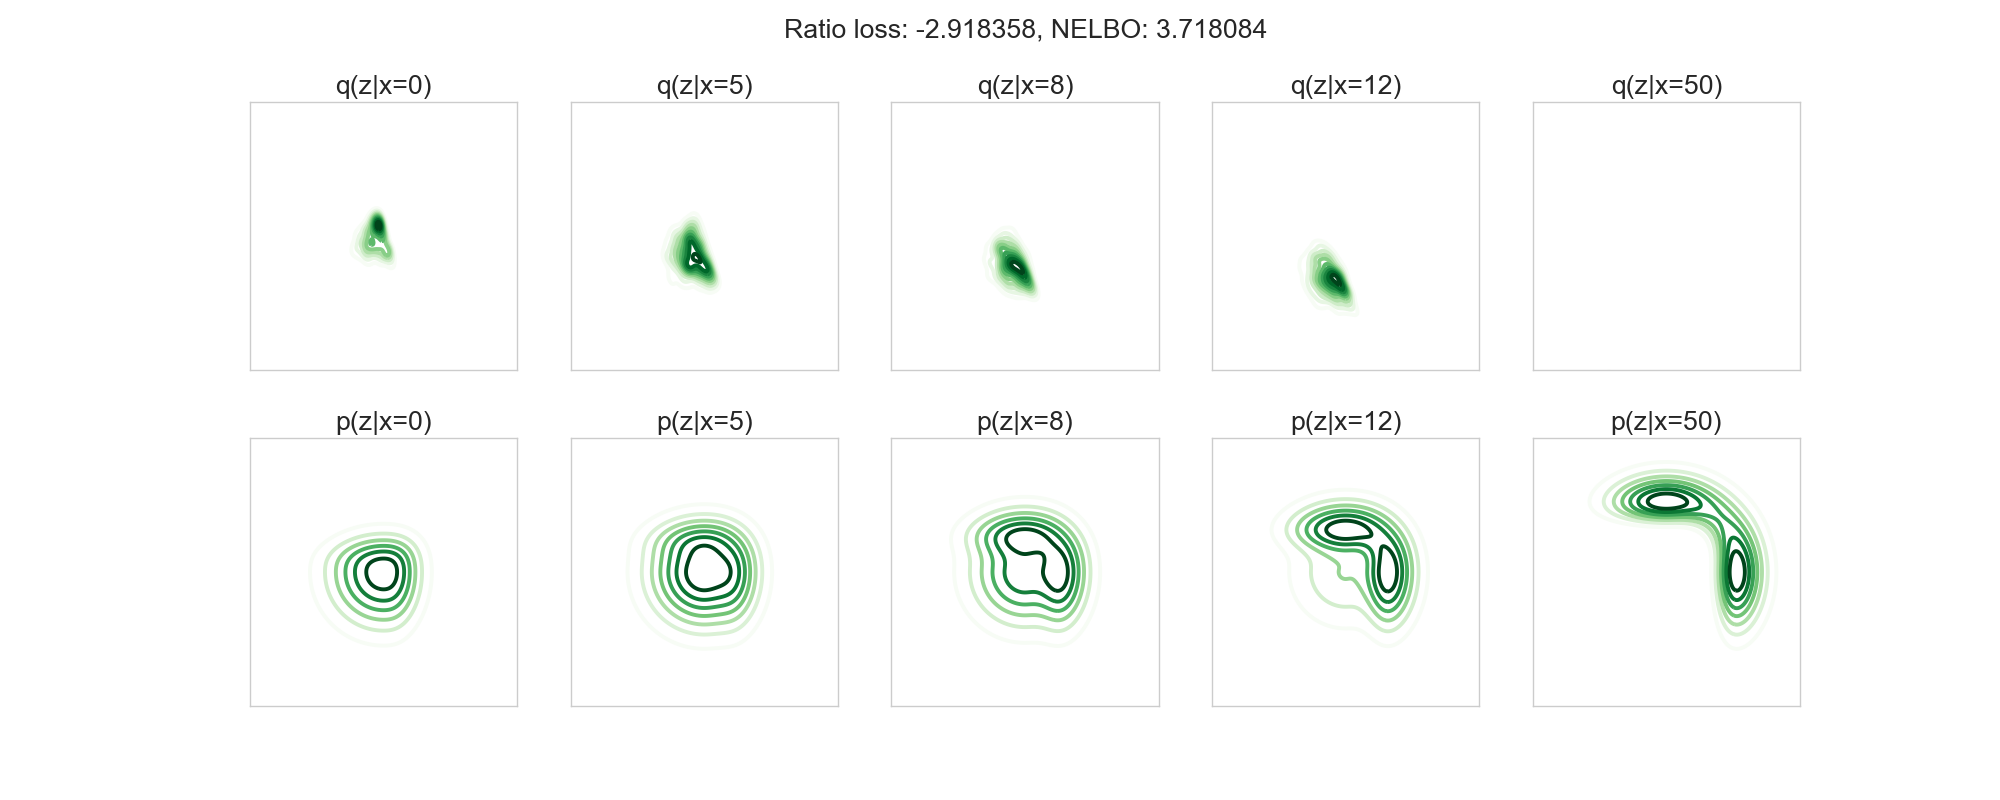 Ratio loss: -2.918358, NELBO: 3.718084
q(z|x=0) q(z|x=5) q(z|x=8) q(z|x=12) q(z|x=50)
p(z|x=0) p(z|x=5) p(z|x=8) p(z|x=12) p(z|x=50)